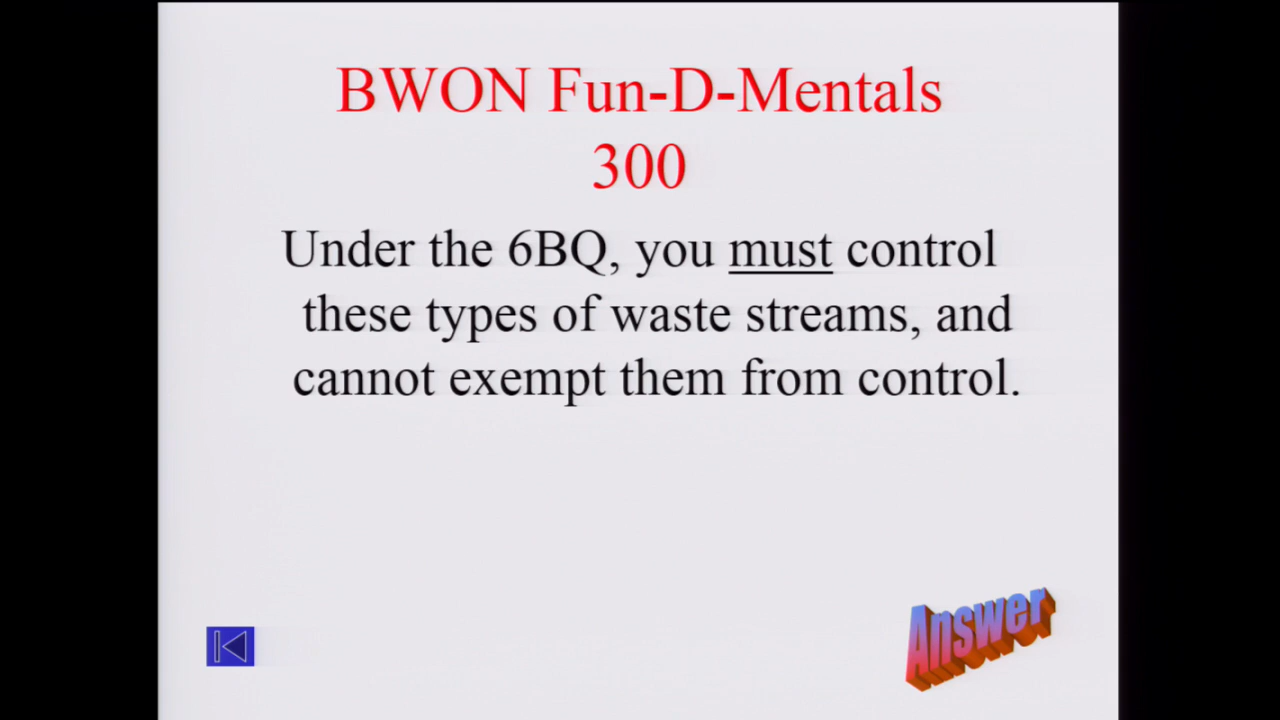 BWON Fun-D-Mentals
300
Under the 6BQ, you must control
these types of waste streams, and
cannot exempt them from control.
Answer